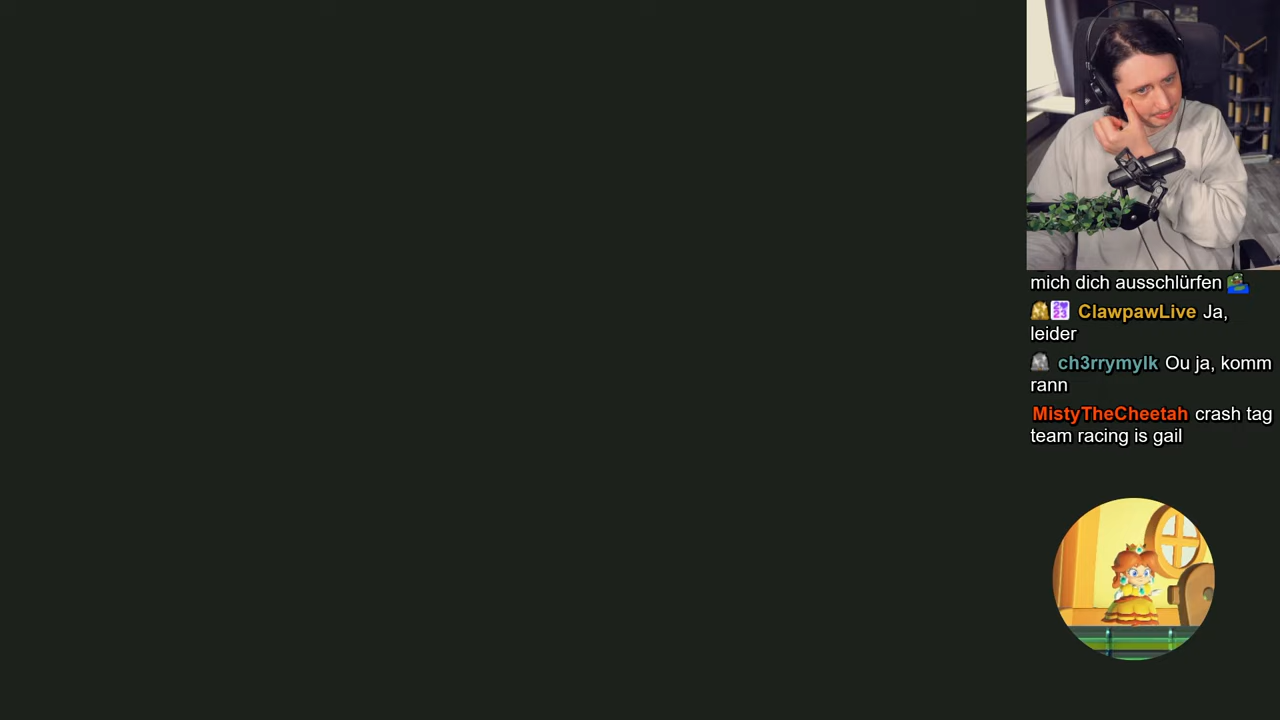 mich dich ausschlürfen
ClawpawLive Ja,
leider
ch3rrymylk Ou ja, komm
rann
MistyTheCheetah crash tag
team racing is gail